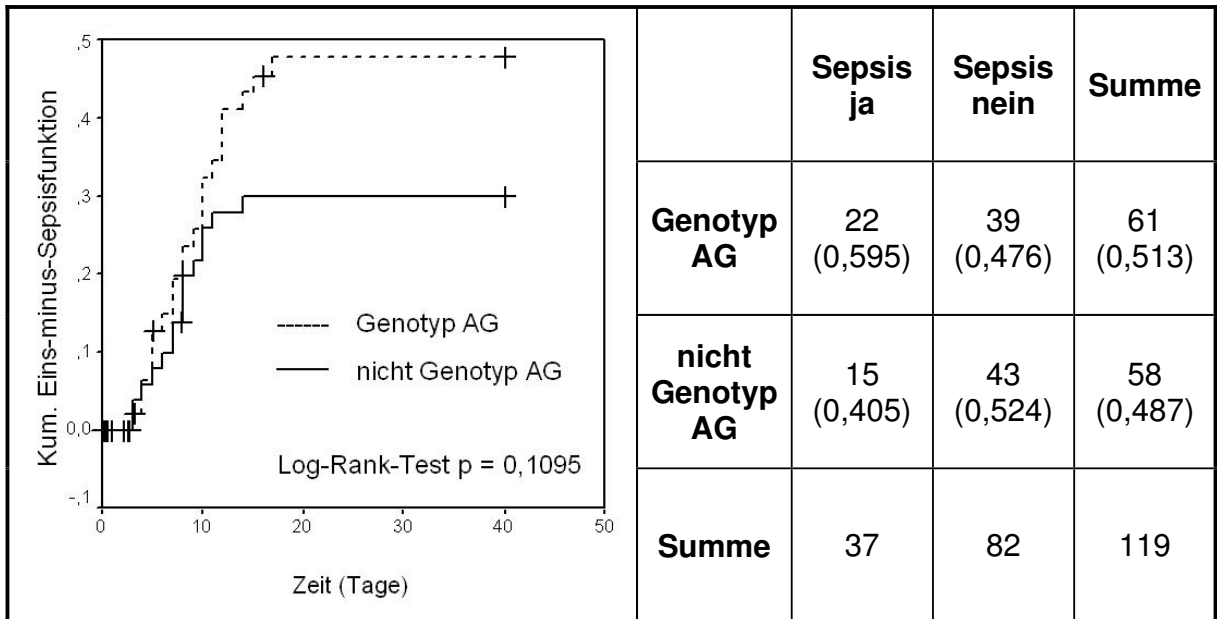 Kum. Eins-minus-Sepsisfunktion
,5
,4
,3
,2
,1
0,0
-,1
0
10
20
30
40
50
Zeit (Tage)
Genotyp AG
nicht Genotyp AG
Log-Rank-Test p = 0,1095
Sepsis
ja
Sepsis
nein
Summe
Genotyp
AG
22
(0,595)
39
(0,476)
61
(0,513)
nicht
Genotyp
AG
15
(0,405)
43
(0,524)
58
(0,487)
Summe
37
82
119